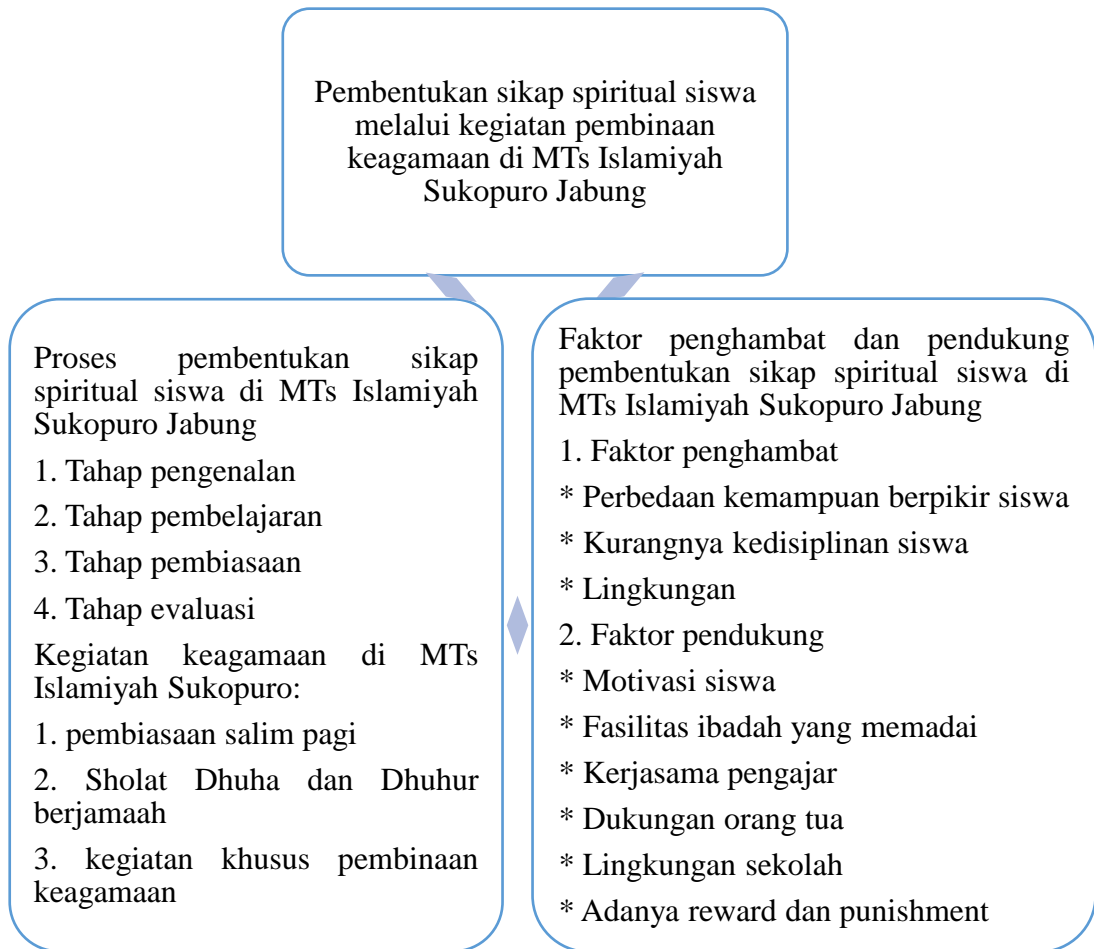 Pembentukan sikap spiritual siswa
melalui kegiatan pembinaan
keagamaan di MTs Islamiyah
Sukopuro Jabung
Proses pembentukan sikap
spiritual siswa di MTs Islamiyah
Sukopuro Jabung
1. Tahap pengenalan
2. Tahap pembelajaran
3. Tahap pembiasaan
4. Tahap evaluasi
Kegiatan keagamaan di MTs
Islamiyah Sukopuro:
1. pembiasaan salim pagi
2. Sholat Dhuha dan Dhuhur
berjamaah
3. kegiatan khusus pembinaan
keagamaan
Faktor penghambat dan pendukung
pembentukan sikap spiritual siswa di
MTs Islamiyah Sukopuro Jabung
1. Faktor penghambat
* Perbedaan kemampuan berpikir siswa
* Kurangnya kedisiplinan siswa
* Lingkungan
2. Faktor pendukung
* Motivasi siswa
* Fasilitas ibadah yang memadai
* Kerjasama pengajar
* Dukungan orang tua
* Lingkungan sekolah
* Adanya reward dan punishment